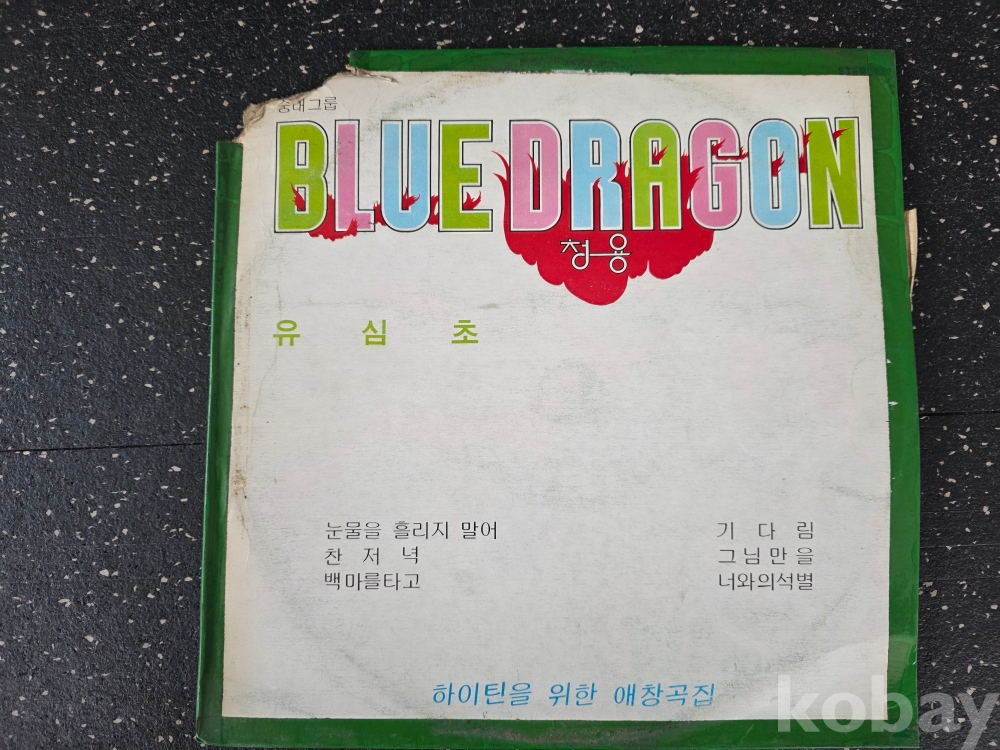 중대그룹
BLUE DRAGON
청용
유 심 초
눈물을 흘리지 말어
찬 저 녁
백마를타고
기 다 림
그 님 만 을
너와의석별
하이틴을 위한 애창곡집
kobay